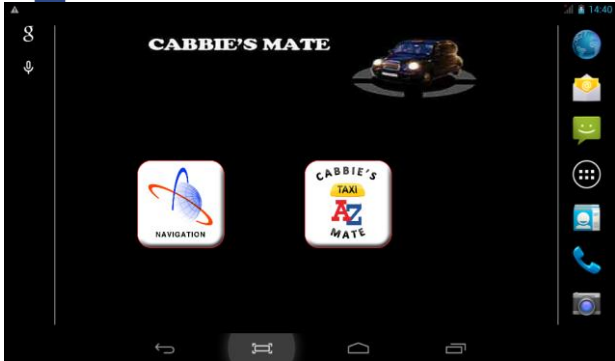 14:40
g
CABBIE'S MATE
CABBIE'S
TAXI
AZ
MATE
NAVIGATION